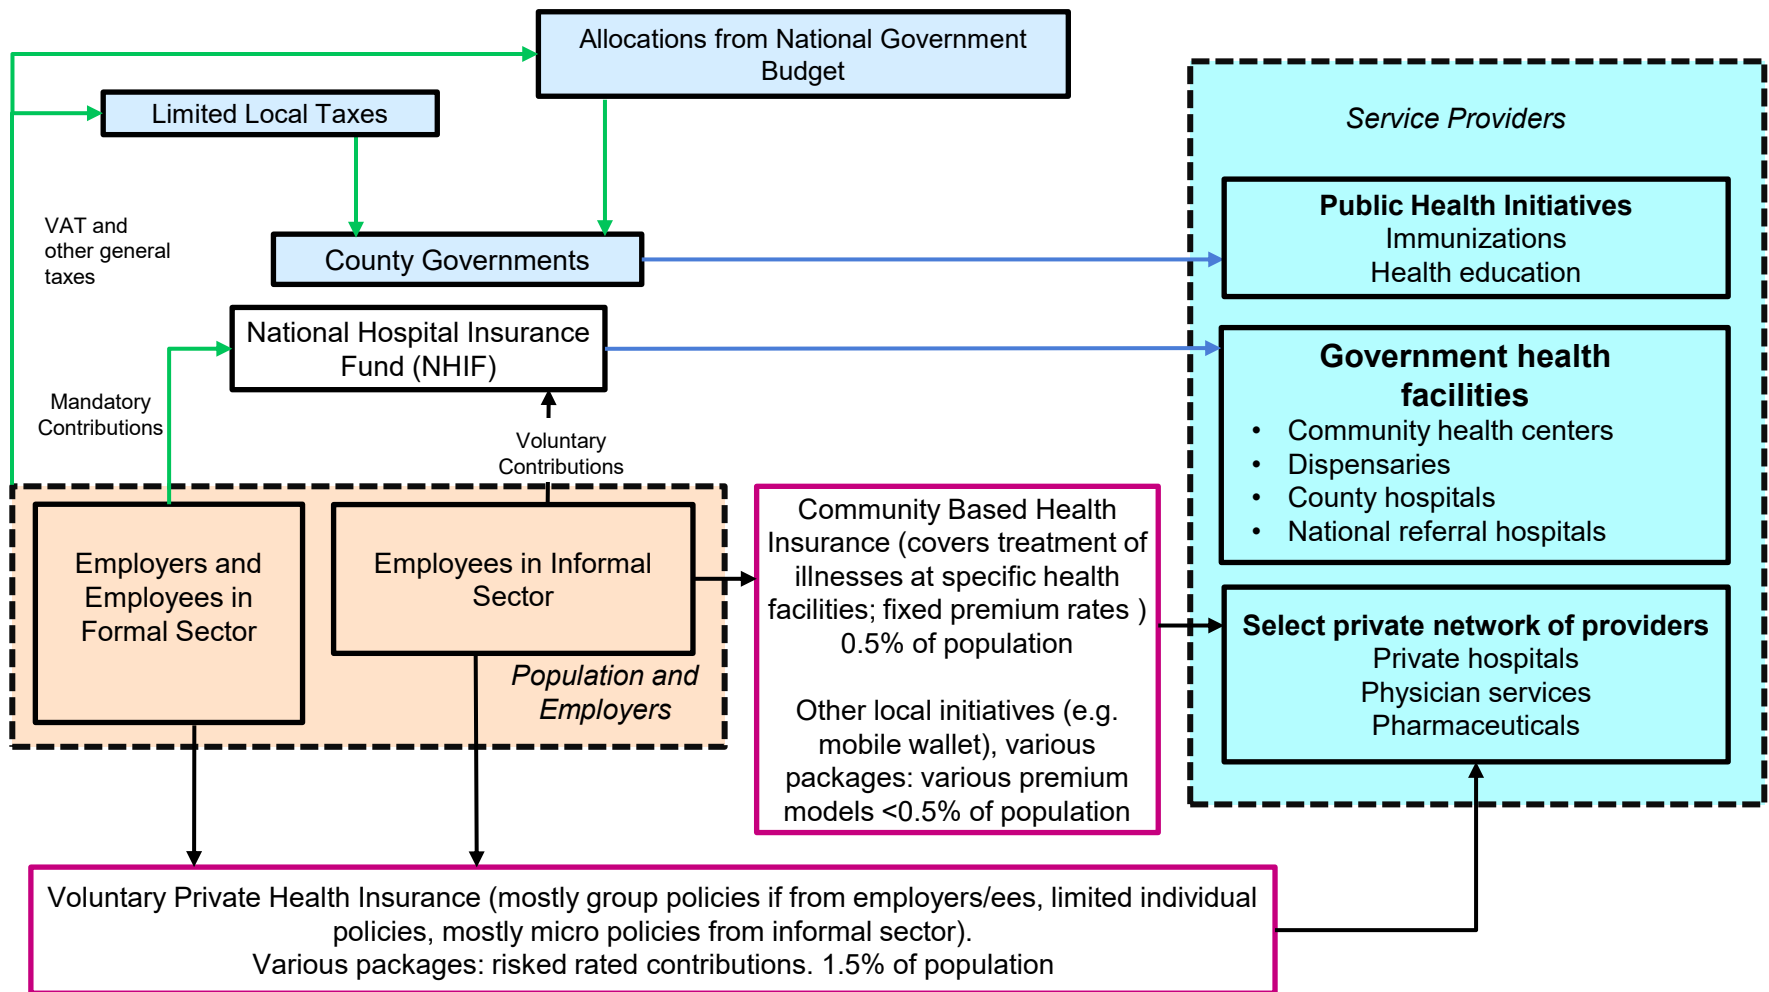 Allocations from National Government
Budget
Limited Local Taxes
Service Providers
VAT and
other general
taxes
County Governments
Public Health Initiatives
Immunizations
Health education
National Hospital Insurance
Fund (NHIF)
Government health
facilities
• Community health centers
• Dispensaries
• County hospitals
• National referral hospitals
Mandatory
Contributions
Voluntary
Contributions
Employers and
Employees in
Formal Sector
Employees in Informal
Sector
Population and
Employers
Community Based Health
Insurance (covers treatment of
illnesses at specific health
facilities; fixed premium rates )
0.5% of population
Other local initiatives (e.g.
mobile wallet), various
packages: various premium
models <0.5% of population
Select private network of providers
Private hospitals
Physician services
Pharmaceuticals
Voluntary Private Health Insurance (mostly group policies if from employers/ees, limited individual
policies, mostly micro policies from informal sector).
Various packages: risked rated contributions. 1.5% of population